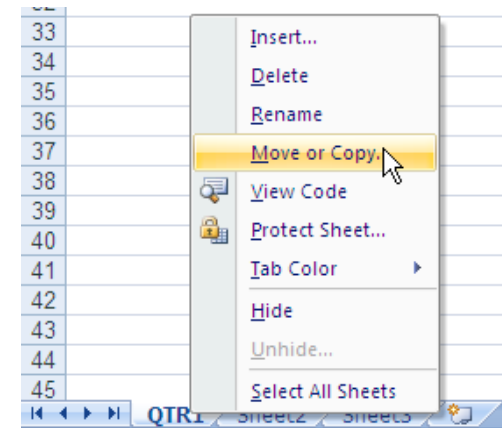 32
33
34
35
36
37
38
39
40
41
42
43
44
45
Insert...
Delete
Rename
Move or Copy...
View Code
Protect Sheet...
Tab Color
Hide
Unhide...
Select All Sheets
QTR1 Sheet2 Sheet3